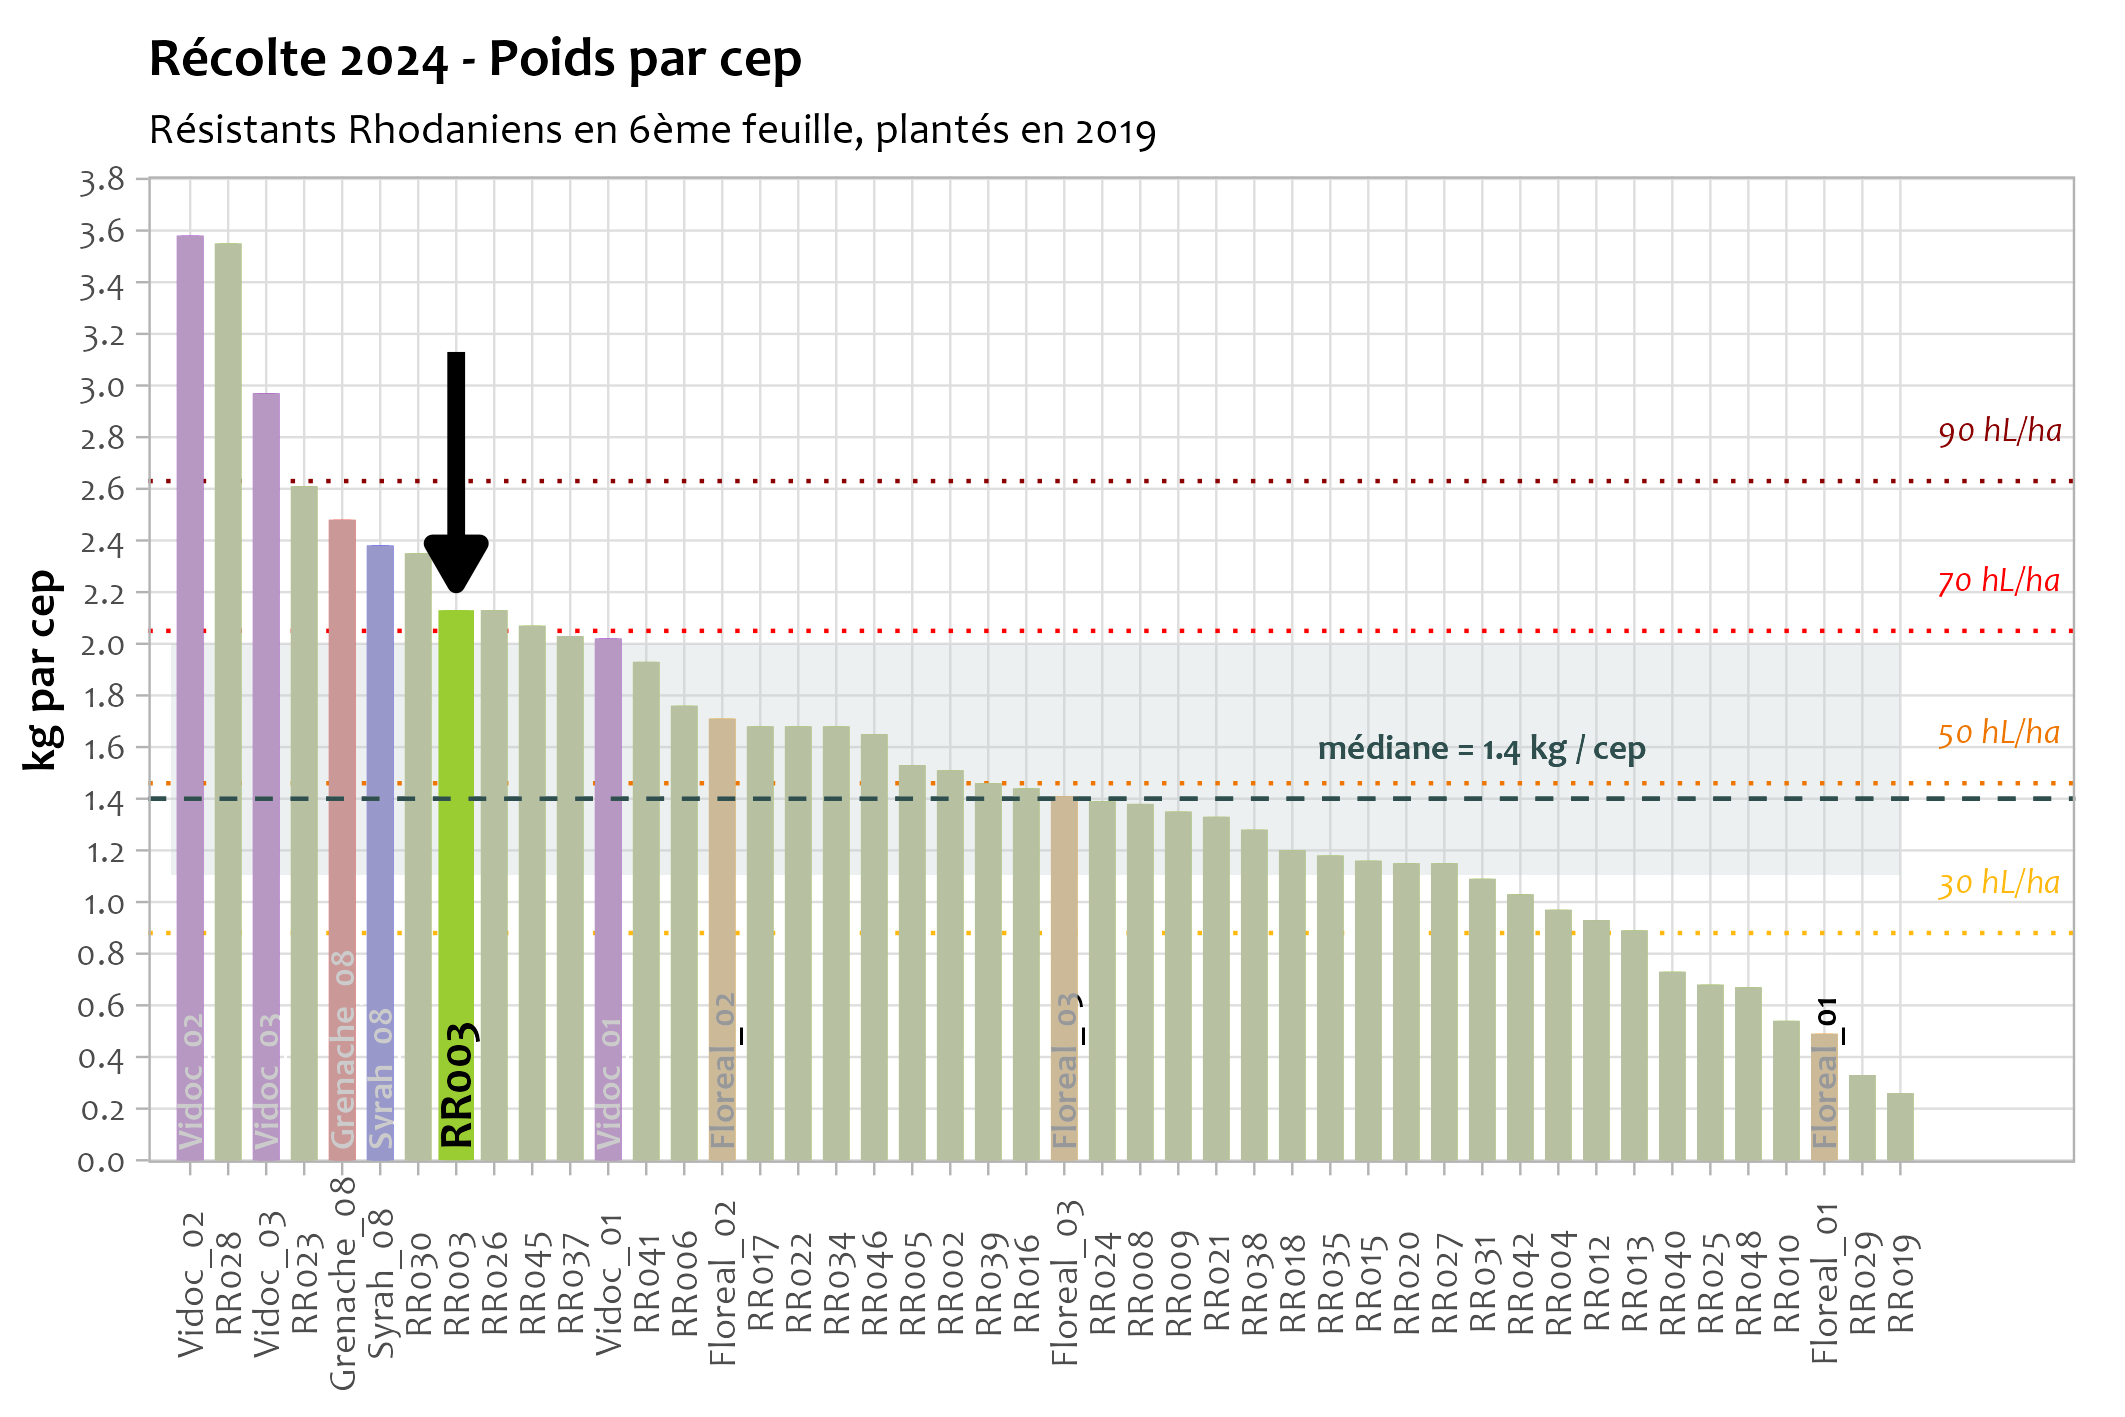 Récolte 2024 - Poids par cep
Résistants Rhodaniens en 6ème feuille, plantés en 2019
kg par cep
3.8
3.6
3.4
3.2
3.0
2.8
2.6
2.4
2.2
2.0
1.8
1.6
1.4
1.2
1.0
0.8
0.6
0.4
0.2
0.0
90 hL/ha
70 hL/ha
50 hL/ha
30 hL/ha
médiane = 1.4 kg / cep
Vidoc_02
Vidoc_03
Grenache_08
Syrah_08
RR003
Vidoc_01
Floreal_02
Floreal_03
Floreal_01
Vidoc_02
RR028
Vidoc_03
RR023
Grenache_08
Syrah_08
RR030
RR003
RR026
RR045
RR037
Vidoc_01
RR041
RR006
Floreal_02
RR017
RR022
RR034
RR046
RR005
RR002
RR039
RR016
Floreal_03
RR024
RR008
RR009
RR021
RR038
RR018
RR035
RR015
RR020
RR027
RR031
RR042
RR004
RR012
RR013
RR040
RR025
RR048
RR010
Floreal_01
RR029
RR019